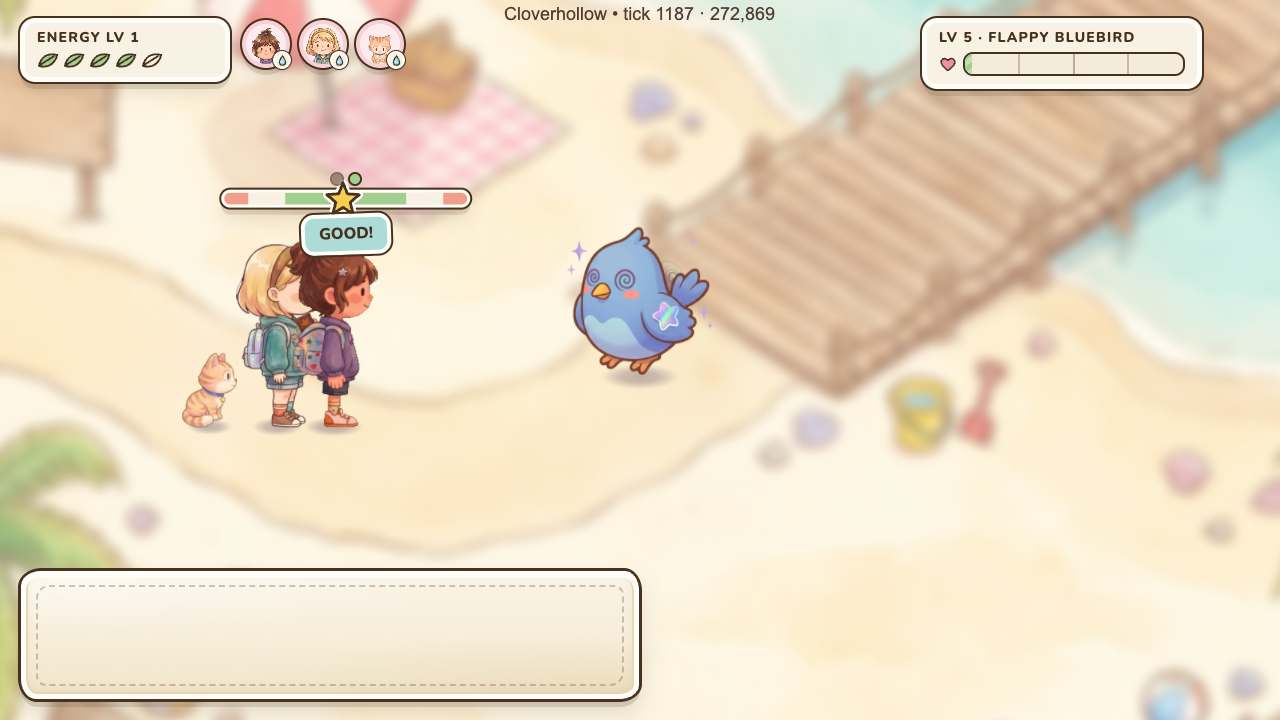 Cloverhollow • tick 1187 · 272,869
ENERGY LV 1
LV 5 · FLAPPY BLUEBIRD
GOOD!